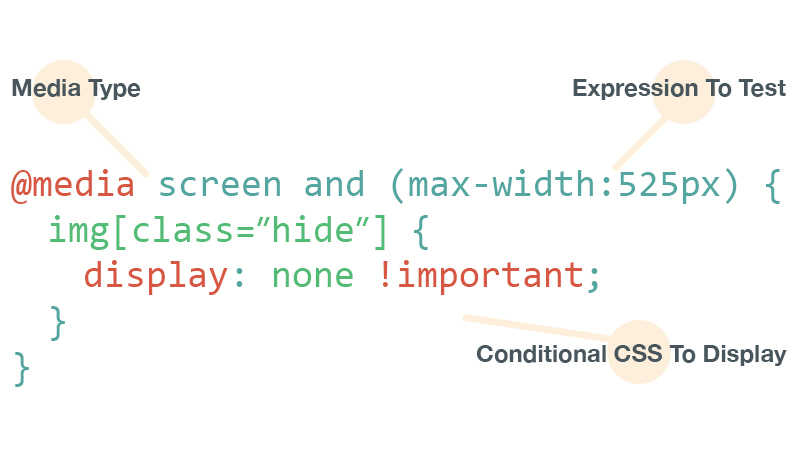 Media Type
Expression To Test
@media screen and (max-width:525px) {
img[class=”hide”] {
display: none !important;
}
Conditional CSS To Display
}